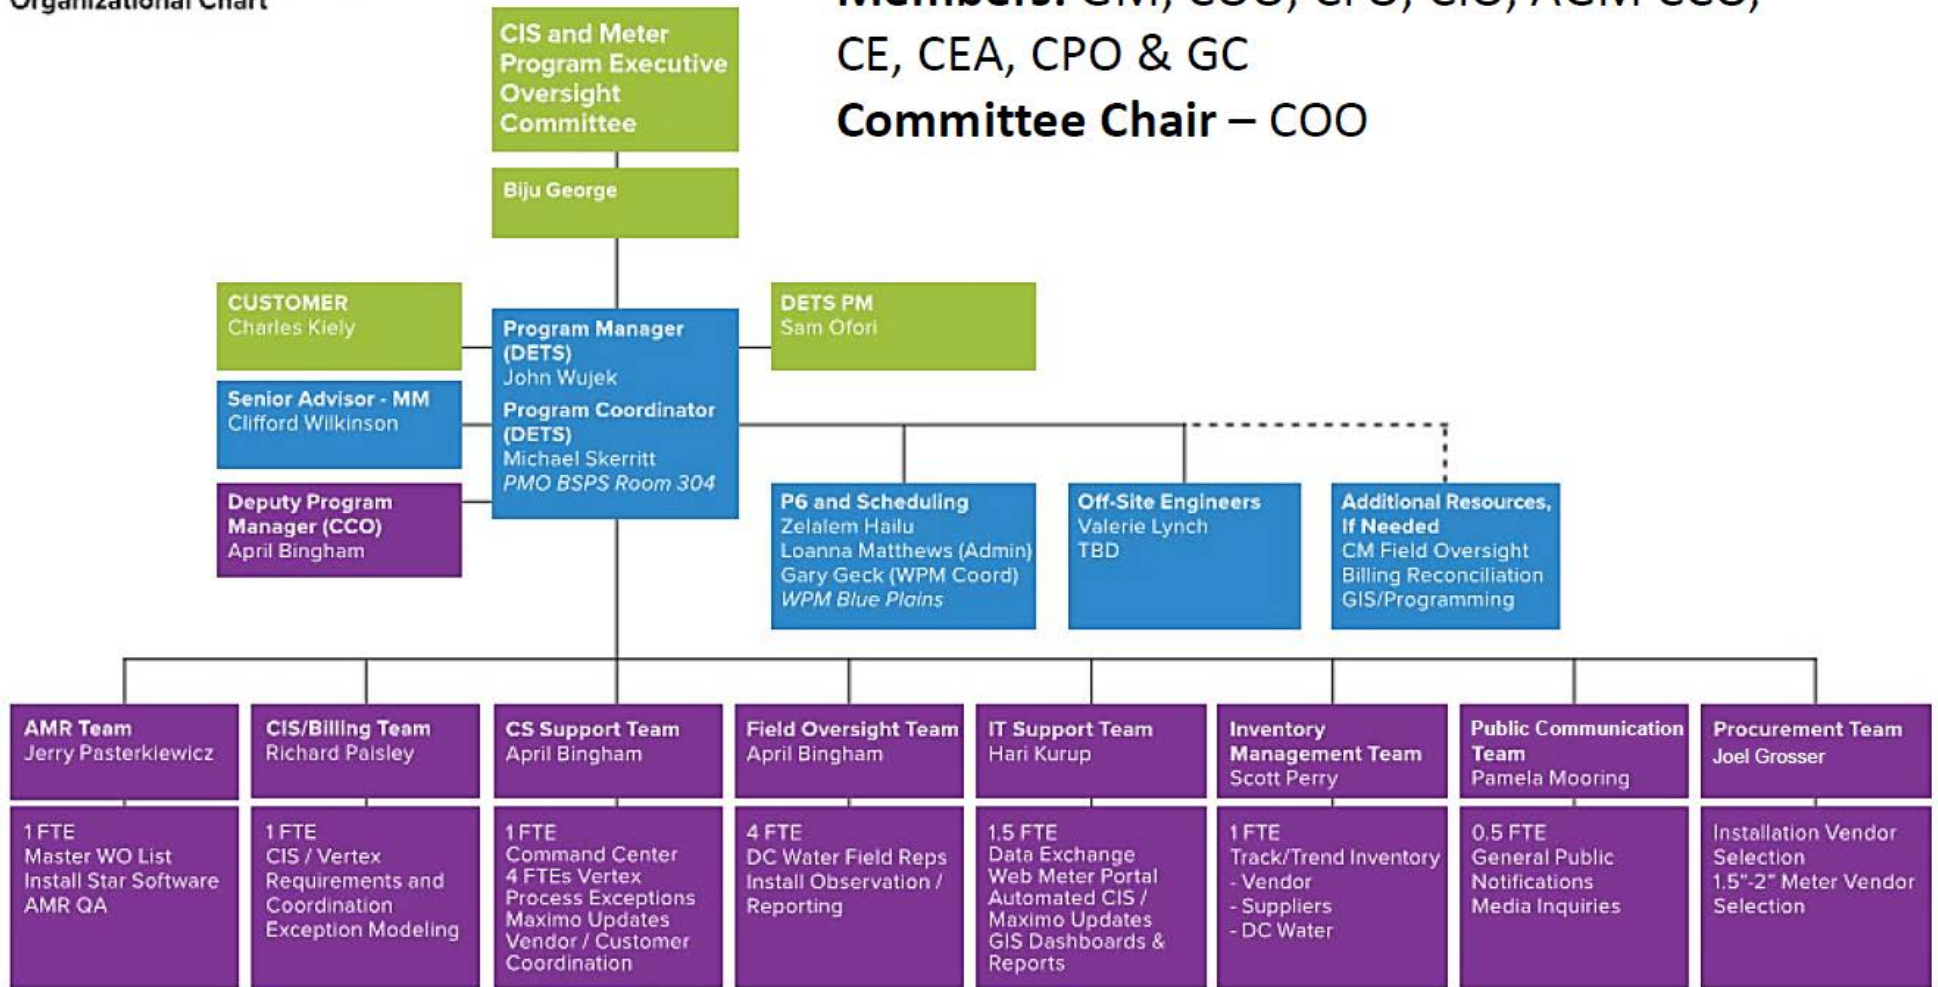 Organizational Chart
Members: GM, COO, CFO, CIO, AGM-CCO,
CE, CEA, CPO & GC
Committee Chair – COO
CIS and Meter
Program Executive
Oversight
Committee
Biju George
CUSTOMER
Charles Kiely
DETS PM
Sam Ofori
Program Manager
(DETS)
John Wujek
Program Coordinator
(DETS)
Michael Skerritt
PMO BSPS Room 304
Senior Advisor - MM
Clifford Wilkinson
Deputy Program
Manager (CCO)
April Bingham
P6 and Scheduling
Zelalem Hailu
Loanna Matthews (Admin)
Gary Geck (WPM Coord)
WPM Blue Plains
Off-Site Engineers
Valerie Lynch
TBD
Additional Resources,
If Needed
CM Field Oversight
Billing Reconciliation
GIS/Programming
AMR Team
Jerry Pasterkiewicz
CIS/Billing Team
Richard Paisley
CS Support Team
April Bingham
Field Oversight Team
April Bingham
IT Support Team
Hari Kurup
Inventory
Management Team
Scott Perry
Public Communication
Team
Pamela Mooring
Procurement Team
Joel Grosser
1 FTE
Master WO List
Install Star Software
AMR QA
1 FTE
CIS / Vertex
Requirements and
Coordination
Exception Modeling
1 FTE
Command Center
4 FTEs Vertex
Process Exceptions
Maximo Updates
Vendor / Customer
Coordination
4 FTE
DC Water Field Reps
Install Observation /
Reporting
1.5 FTE
Data Exchange
Web Meter Portal
Automated CIS /
Maximo Updates
GIS Dashboards &
Reports
1 FTE
Track/Trend Inventory
- Vendor
- Suppliers
- DC Water
0.5 FTE
General Public
Notifications
Media Inquiries
Installation Vendor
Selection
1.5"-2" Meter Vendor
Selection